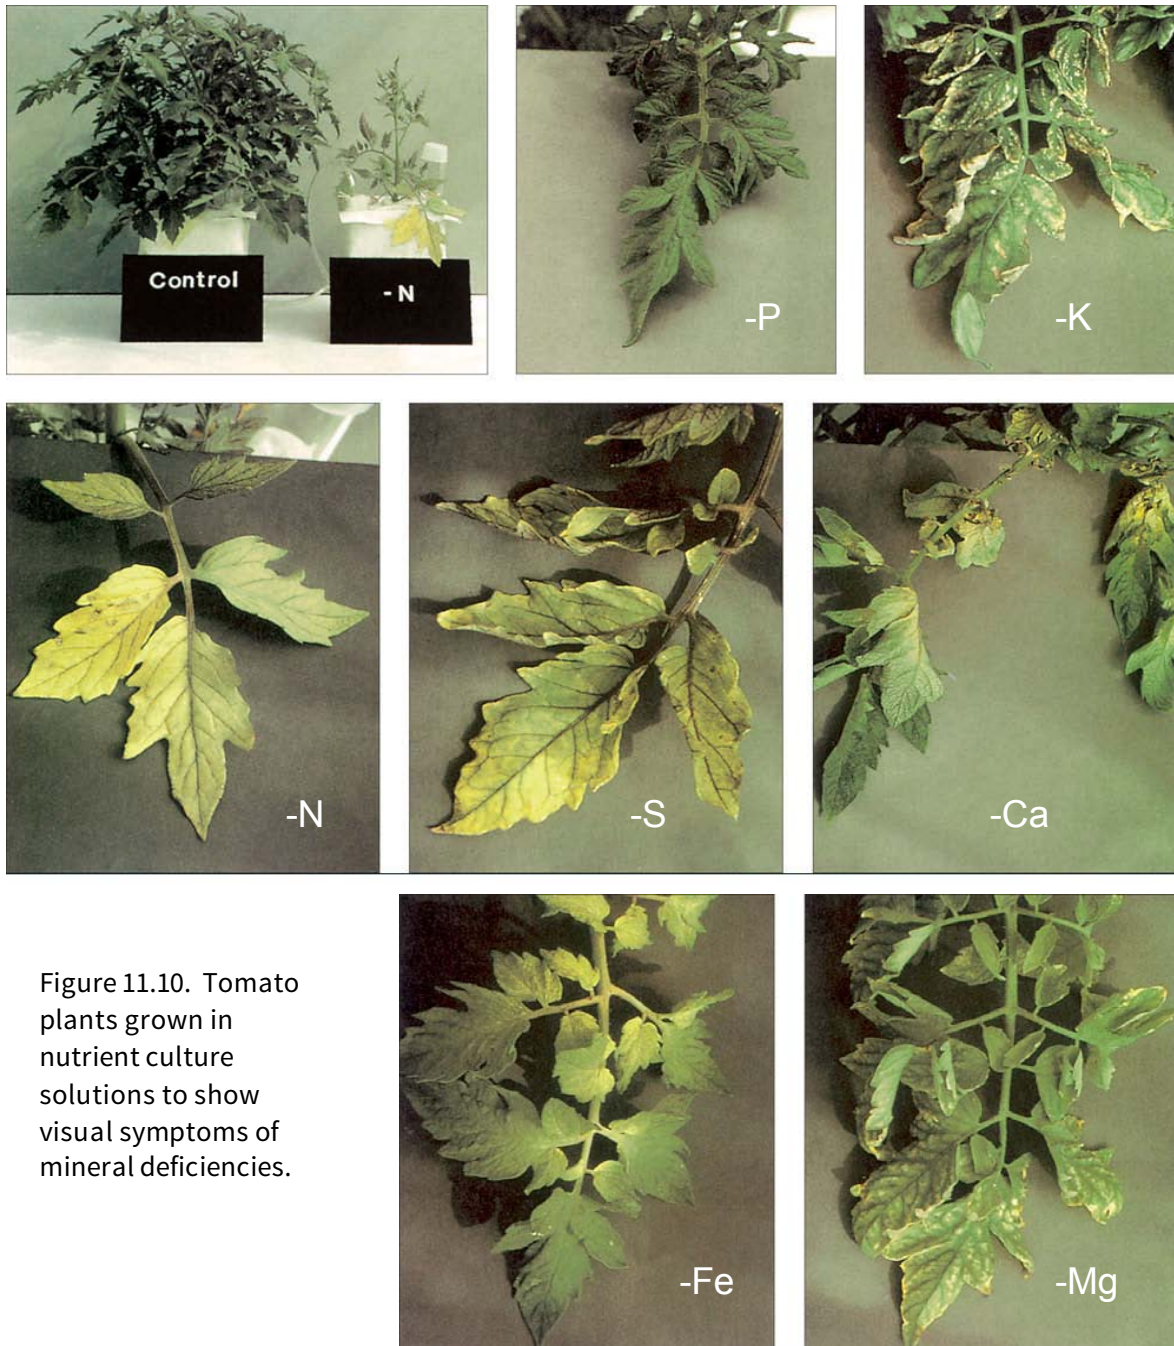 Control
- N
-P
-K
-N
-S
-Ca
Figure 11.10. Tomato
plants grown in
nutrient culture
solutions to show
visual symptoms of
mineral deficiencies.
-Fe
-Mg